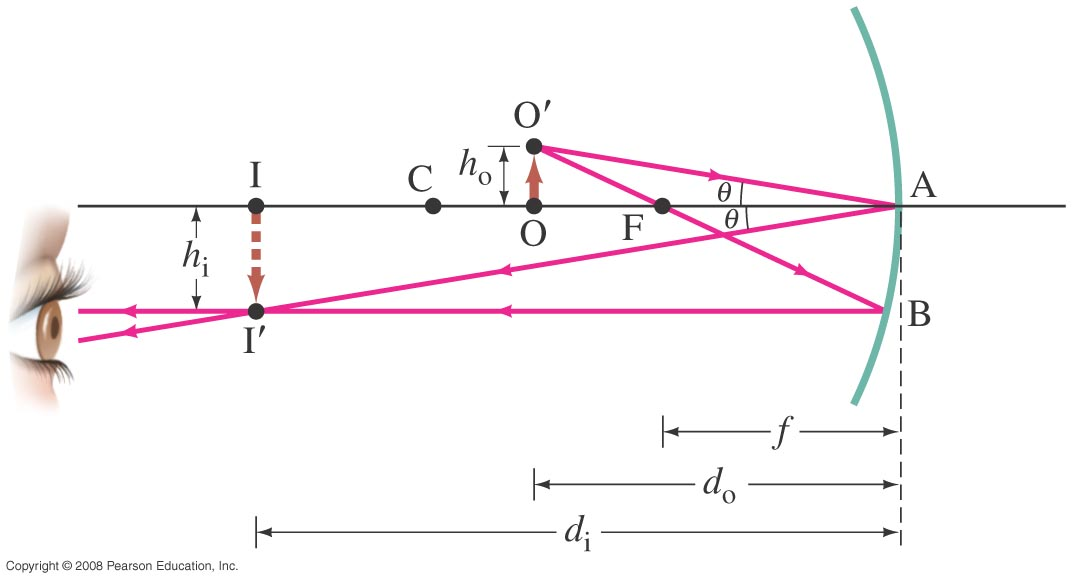 O′
I
C
hₒ
θ
A
O
F
θ
hᵢ
I′
B
f
dₒ
dᵢ
Copyright © 2008 Pearson Education, Inc.